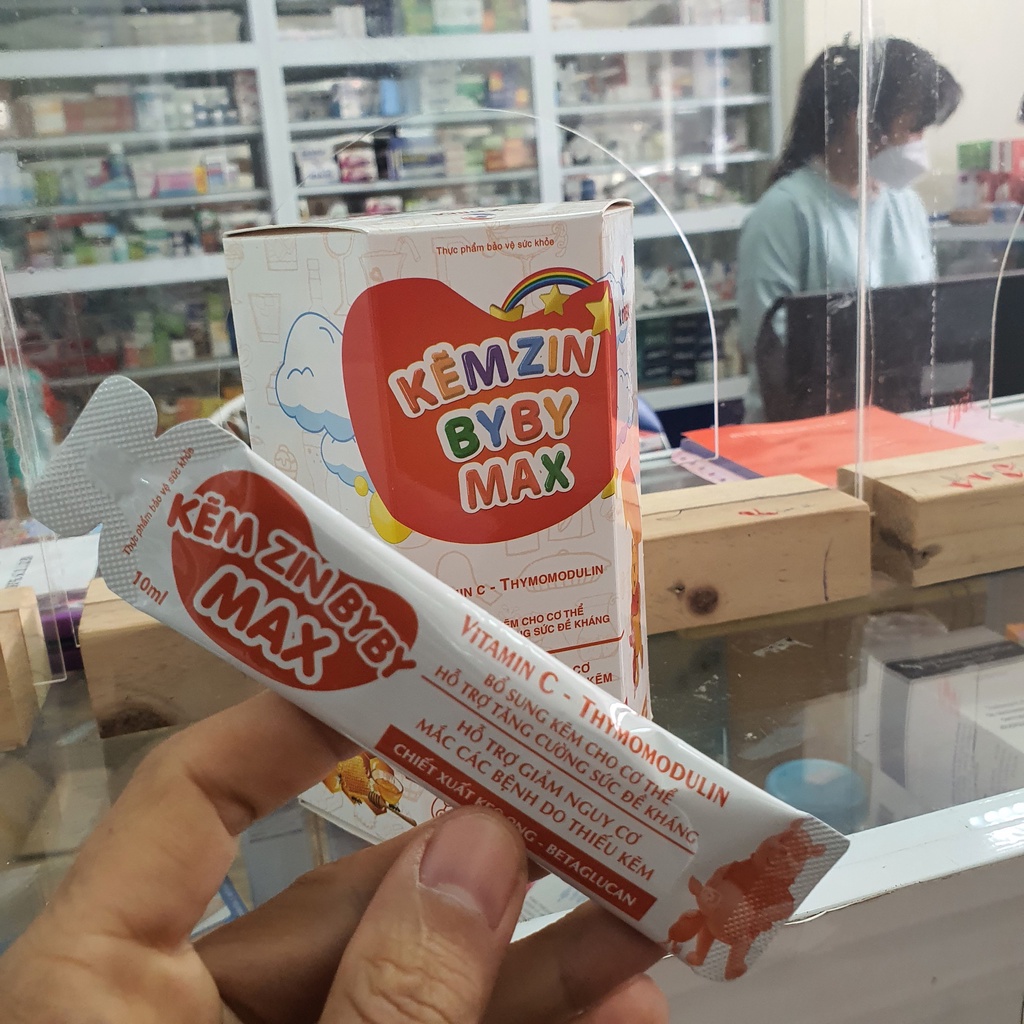 Thực phẩm bảo vệ sức khỏe
KẼM ZIN
BYBY
MAX
C - THYMOMODULIN
CHO CƠ THỂ
SỨC ĐỀ KHÁNG
CƠ
KẼM
Thực phẩm bảo vệ sức khỏe
KẼM ZIN BYBY
MAX
10ml
VITAMIN C - THYMOMODULIN
BỔ SUNG KẼM CHO CƠ THỂ
HỖ TRỢ TĂNG CƯỜNG SỨC ĐỀ KHÁNG
HỖ TRỢ GIẢM NGUY CƠ
MẮC CÁC BỆNH DO THIẾU KẼM
CHIẾT XUẤT - BETAGLUCAN